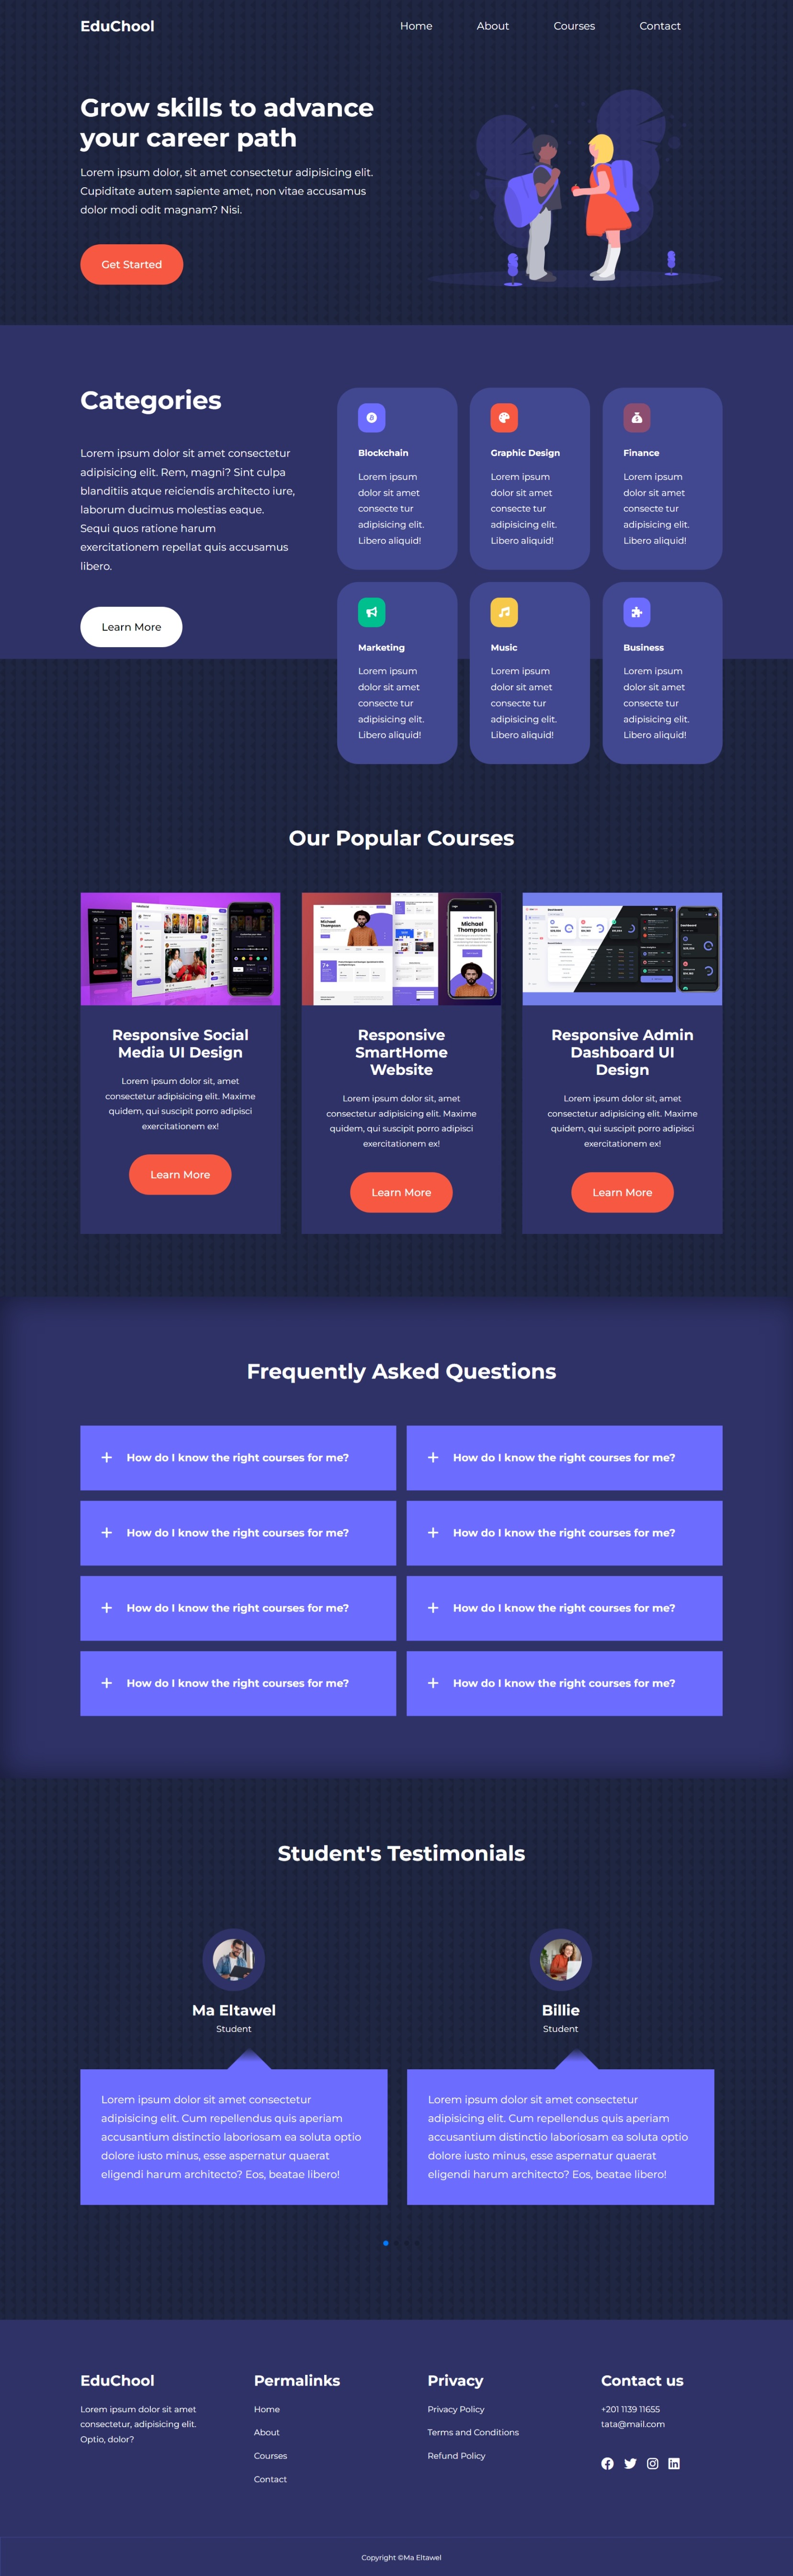 EduChool
Home
About
Courses
Contact
Grow skills to advance
your career path
Lorem ipsum dolor, sit amet consectetur adipisicing elit.
Cupiditate autem sapiente amet, non vitae accusamus
dolor modi odit magnam? Nisi.
Get Started
Categories
Lorem ipsum dolor sit amet consectetur
adipisicing elit. Rem, magni? Sint culpa
blanditiis atque reiciendis architecto iure,
laborum ducimus molestias eaque.
Sequi quos ratione harum
exercitationem repellat quis accusamus
libero.
Learn More
Blockchain
Lorem ipsum
dolor sit amet
consecte tur
adipisicing elit.
Libero aliquid!
Graphic Design
Lorem ipsum
dolor sit amet
consecte tur
adipisicing elit.
Libero aliquid!
Finance
Lorem ipsum
dolor sit amet
consecte tur
adipisicing elit.
Libero aliquid!
Marketing
Lorem ipsum
dolor sit amet
consecte tur
adipisicing elit.
Libero aliquid!
Music
Lorem ipsum
dolor sit amet
consecte tur
adipisicing elit.
Libero aliquid!
Business
Lorem ipsum
dolor sit amet
consecte tur
adipisicing elit.
Libero aliquid!
Our Popular Courses
Michael
Thompson
Michael
Thompson
Dashboard
Responsive Social
Media UI Design
Lorem ipsum dolor sit, amet
consectetur adipisicing elit. Maxime
quidem, qui suscipit porro adipisci
exercitationem ex!
Learn More
Responsive
SmartHome
Website
Lorem ipsum dolor sit, amet
consectetur adipisicing elit. Maxime
quidem, qui suscipit porro adipisci
exercitationem ex!
Learn More
Responsive Admin
Dashboard UI
Design
Lorem ipsum dolor sit, amet
consectetur adipisicing elit. Maxime
quidem, qui suscipit porro adipisci
exercitationem ex!
Learn More
Frequently Asked Questions
+ How do I know the right courses for me?
+ How do I know the right courses for me?
+ How do I know the right courses for me?
+ How do I know the right courses for me?
+ How do I know the right courses for me?
+ How do I know the right courses for me?
+ How do I know the right courses for me?
+ How do I know the right courses for me?
Student's Testimonials
Ma Eltawel
Student
Lorem ipsum dolor sit amet consectetur
adipisicing elit. Cum repellendus quis aperiam
accusantium distinctio laboriosam ea soluta optio
dolore iusto minus, esse aspernatur quaerat
eligendi harum architecto? Eos, beatae libero!
Billie
Student
Lorem ipsum dolor sit amet consectetur
adipisicing elit. Cum repellendus quis aperiam
accusantium distinctio laboriosam ea soluta optio
dolore iusto minus, esse aspernatur quaerat
eligendi harum architecto? Eos, beatae libero!
EduChool
Lorem ipsum dolor sit amet
consectetur, adipisicing elit.
Optio, dolor?
Permalinks
Home
About
Courses
Contact
Privacy
Privacy Policy
Terms and Conditions
Refund Policy
Contact us
+201 1139 11655
tata@mail.com
Copyright ©Ma Eltawel